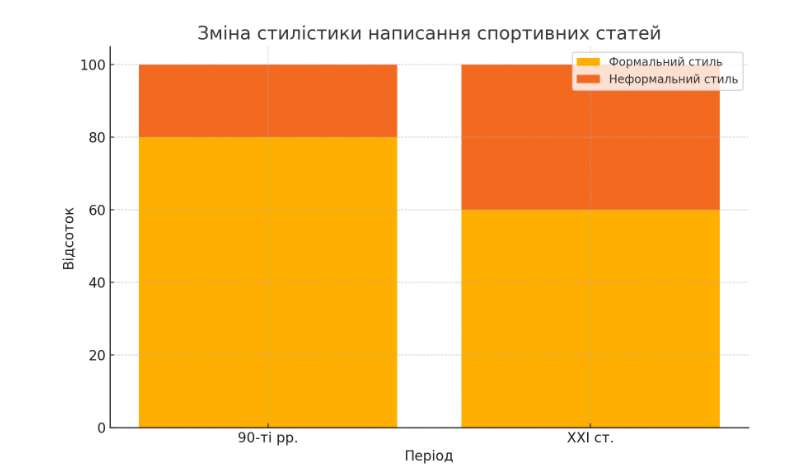 Зміна стилістики написання спортивних статей
Формальний стиль
Неформальний стиль
100
80
60
40
20
0
Відсоток
90-ті рр.
XXI ст.
Період